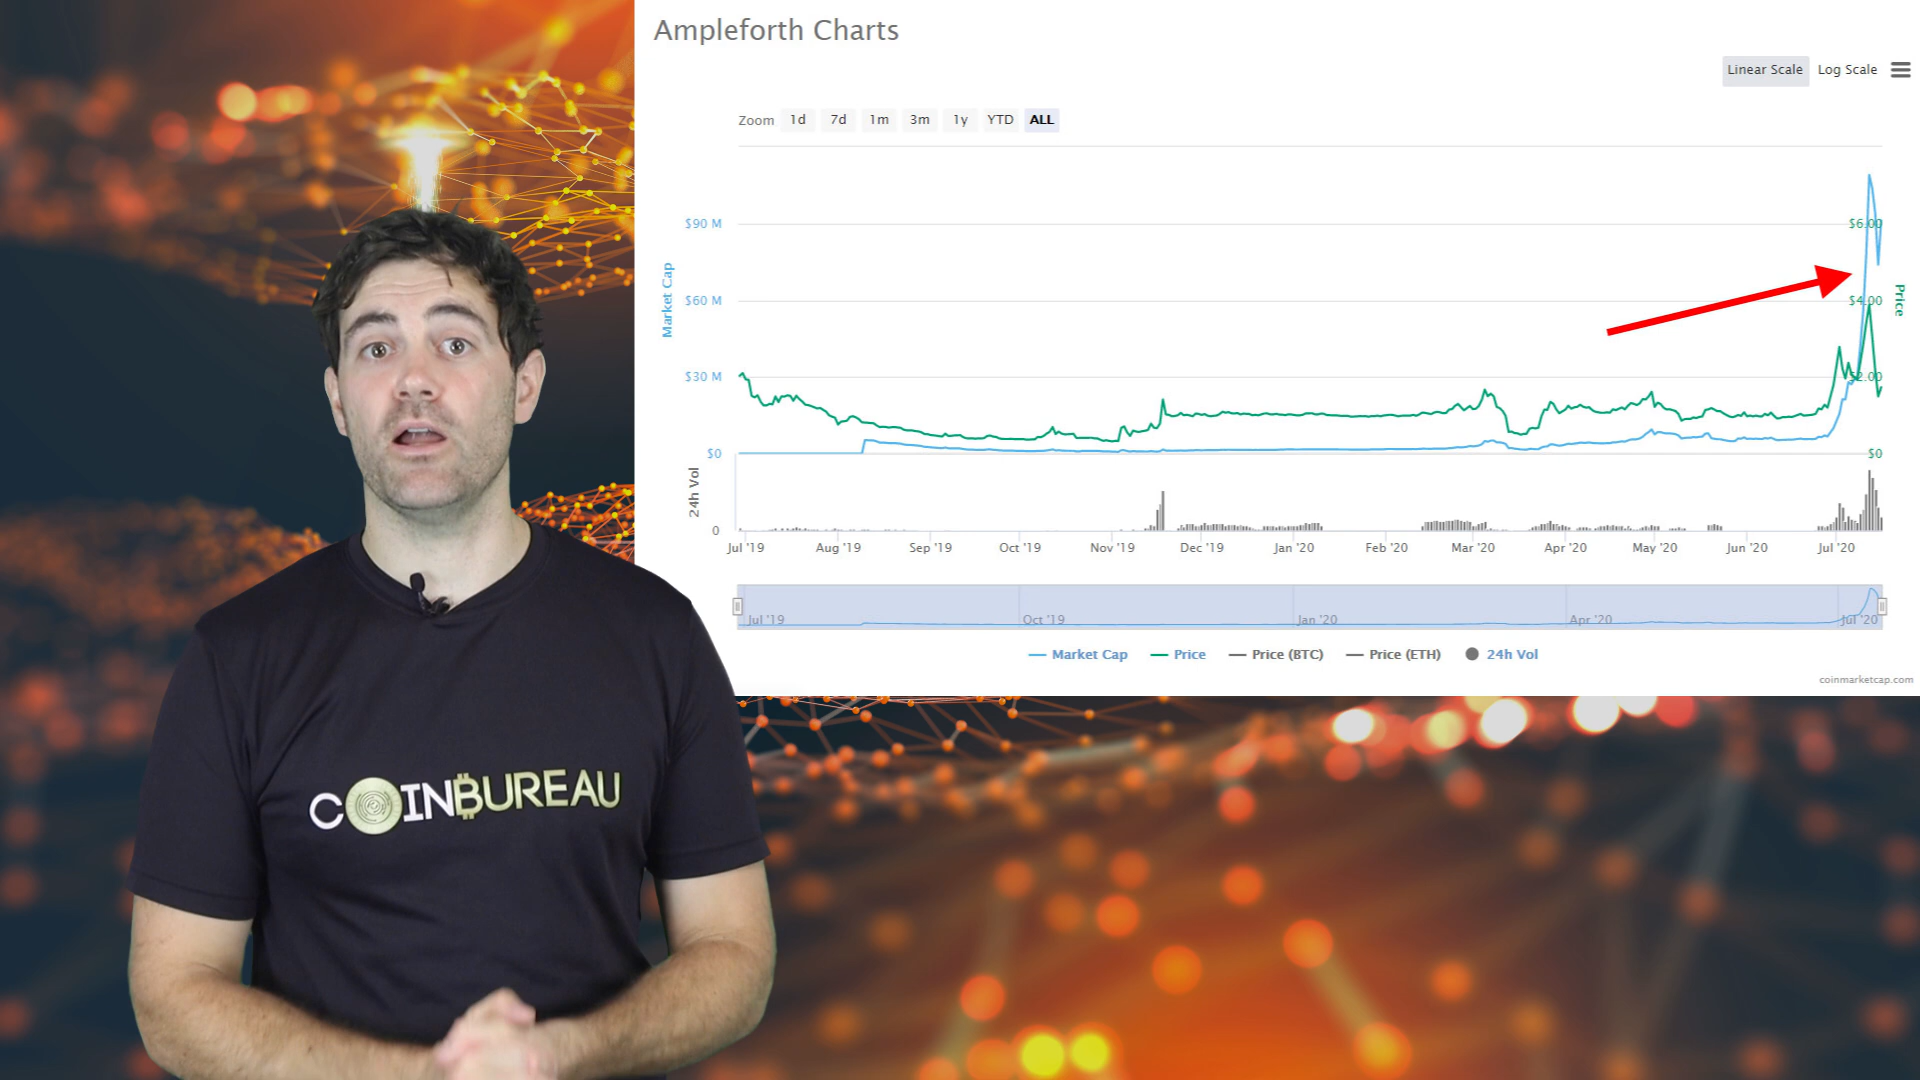 Ampleforth Charts
Linear Scale Log Scale
Zoom 1d 7d 1m 3m 1y YTD ALL
Market Cap
$90 M
$60 M
$30 M
$0
$6.00
$4.00
$2.00
$0
Price
24h Vol
0
Jul '19 Aug '19 Sep '19 Oct '19 Nov '19 Dec '19 Jan '20 Feb '20 Mar '20 Apr '20 May '20 Jun '20 Jul '20
Jul '19 Oct '19 Jan '20 Apr '20 Jul '20
Market Cap Price Price (BTC) Price (ETH) 24h Vol
coinmarketcap.com
COINBUREAU